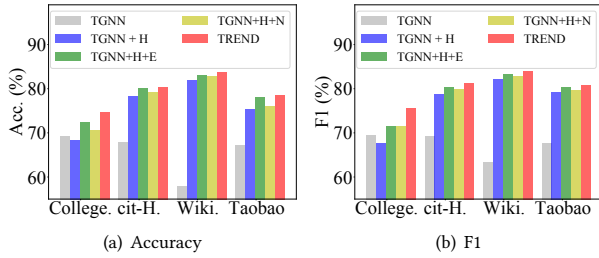 TGNN
TGNN + H
TGNN+H+E
TGNN+H+N
TREND
Acc. (%)
90
80
70
60
College. cit-H. Wiki. Taobao
(a) Accuracy
TGNN
TGNN + H
TGNN+H+E
TGNN+H+N
TREND
F1 (%)
90
80
70
60
College. cit-H. Wiki. Taobao
(b) F1